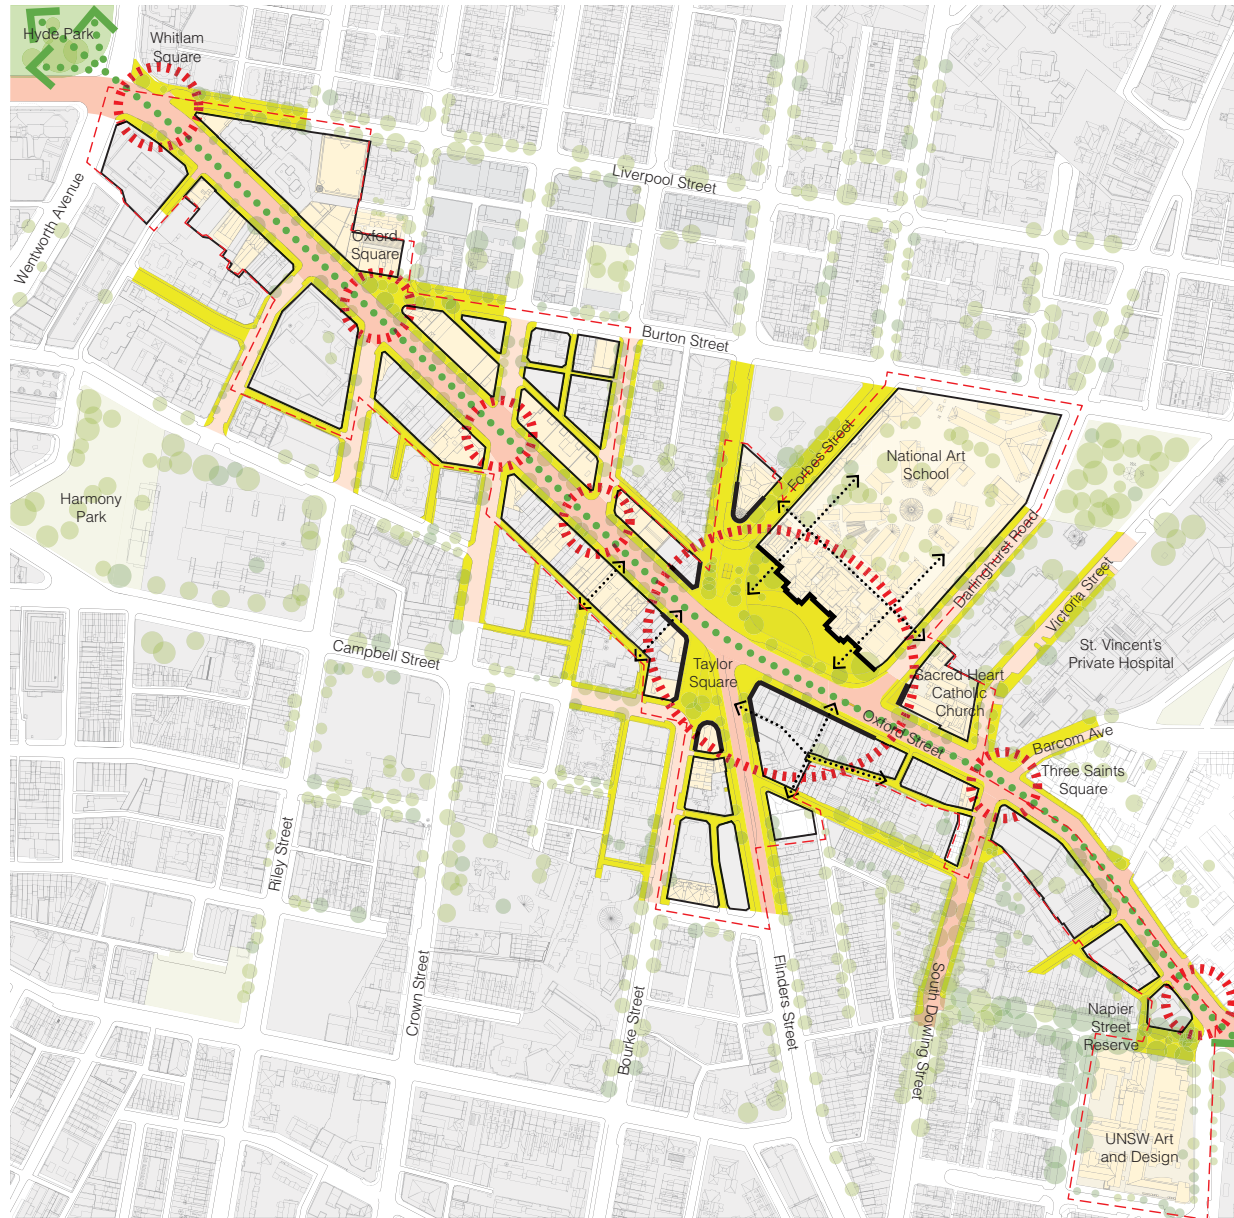 Hyde Park
Whitlam
Square
Liverpool Street
Wentworth Avenue
Oxford
Square
Burton Street
Forbes Street
National Art
School
Harmony
Park
Darlinghurst Road
Victoria Street
Campbell Street
Taylor
Square
St. Vincent's
Private Hospital
Sacred Heart
Catholic
Church
Oxford Street
Barcom Ave
Three Saints
Square
Riley Street
Crown Street
Bourke Street
Flinders Street
South Dowling Street
Napier
Street
Reserve
UNSW Art
and Design